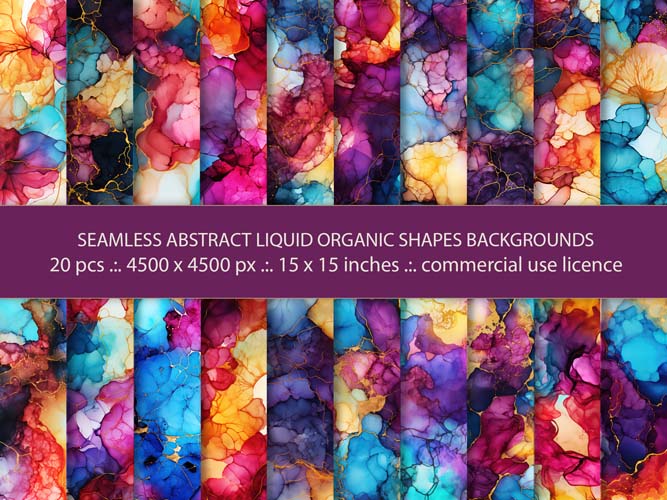 SEAMLESS ABSTRACT LIQUID ORGANIC SHAPES BACKGROUNDS
20 pcs .:. 4500 x 4500 px .:. 15 x 15 inches .:. commercial use licence